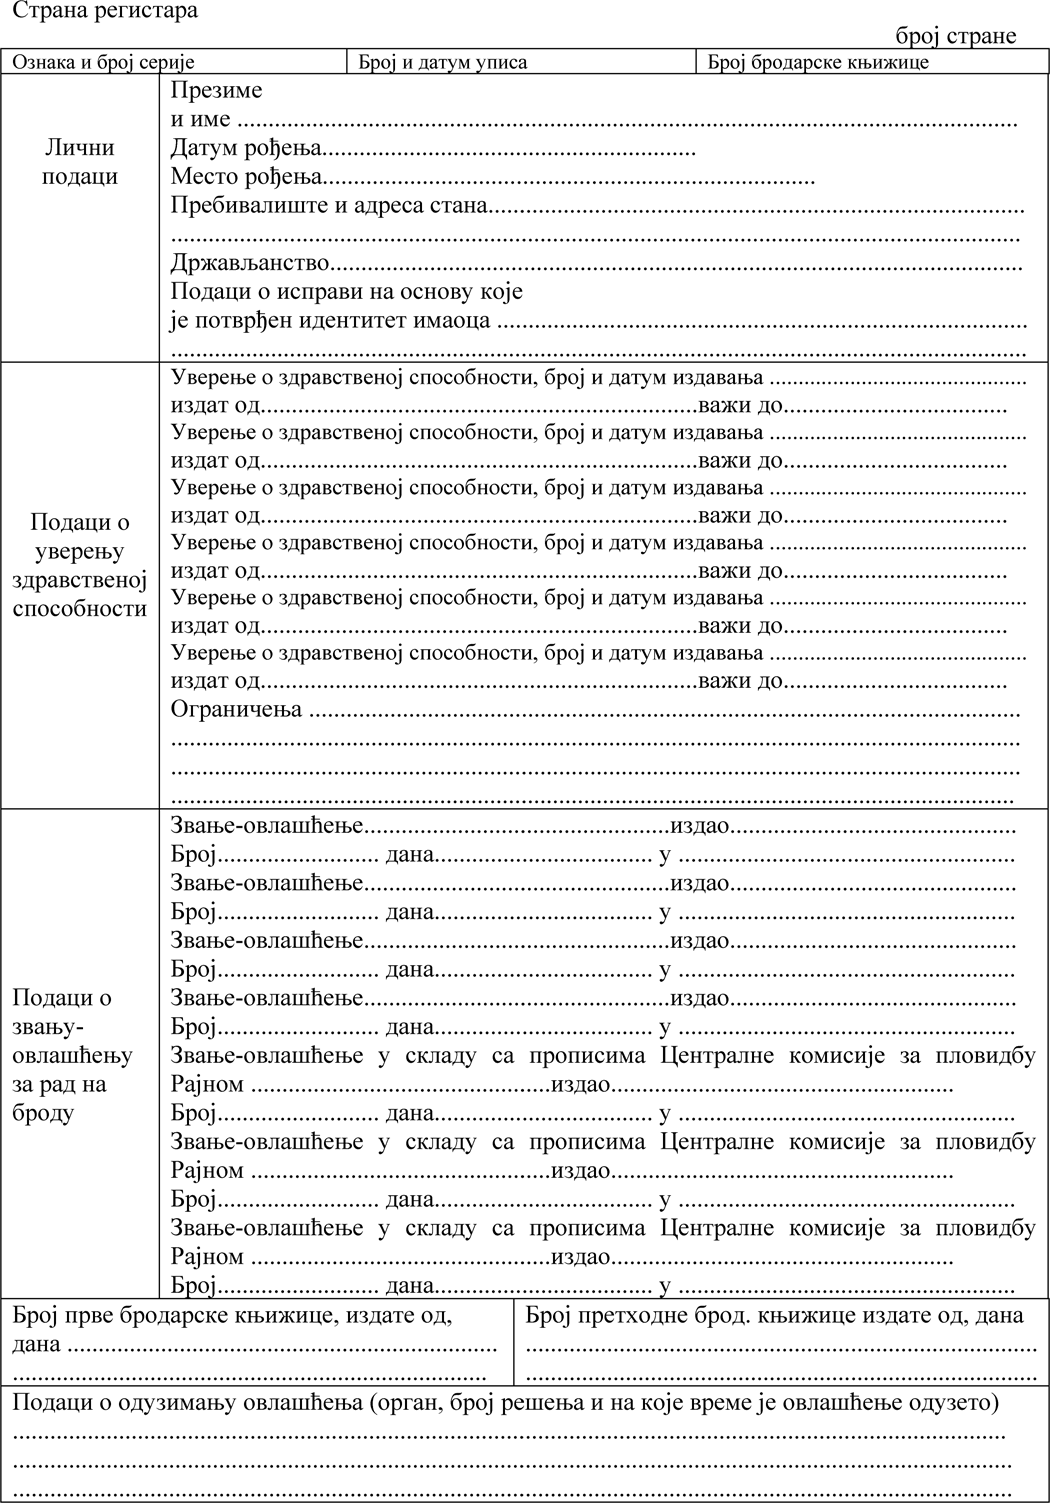 Страна регистара
број стране
Ознака и број серије Број и датум уписа Број бродарске књижице
Лични
подаци
Презиме
и име ..............................
Датум рођења..............................
Место рођења..............................
Пребивалиште и адреса стана..............................
..............................
Држављанство..............................
Подаци о исправи на основу које
је потврђен идентитет имаоца ..............................
..............................
Подаци о
уверењу
здравственој
способности
Уверење о здравственој способности, број и датум издавања ..............................
издат од..............................важи до..............................
Уверење о здравственој способности, број и датум издавања ..............................
издат од..............................важи до..............................
Уверење о здравственој способности, број и датум издавања ..............................
издат од..............................важи до..............................
Уверење о здравственој способности, број и датум издавања ..............................
издат од..............................важи до..............................
Уверење о здравственој способности, број и датум издавања ..............................
издат од..............................важи до..............................
Уверење о здравственој способности, број и датум издавања ..............................
издат од..............................важи до..............................
Ограничења ..............................
..............................
..............................
..............................
Подаци о
звању-
овлашћењу
за рад на
броду
Звање-овлашћење..............................издао..............................
Број.......................... дана.............................. у ..............................
Звање-овлашћење..............................издао..............................
Број.......................... дана.............................. у ..............................
Звање-овлашћење..............................издао..............................
Број.......................... дана.............................. у ..............................
Звање-овлашћење..............................издао..............................
Број.......................... дана.............................. у ..............................
Звање-овлашћење у складу са прописима Централне комисије за пловидбу
Рајном ..............................издао..............................
Број.......................... дана.............................. у ..............................
Звање-овлашћење у складу са прописима Централне комисије за пловидбу
Рајном ..............................издао..............................
Број.......................... дана.............................. у ..............................
Звање-овлашћење у складу са прописима Централне комисије за пловидбу
Рајном ..............................издао..............................
Број.......................... дана.............................. у ..............................
Број прве бродарске књижице, издате од,
дана ..............................
..............................
Број претходне брод. књижице издате од, дана
..............................
..............................
Подаци о одузимању овлашћења (орган, број решења и на које време је овлашћење одузето)
..............................
..............................
..............................